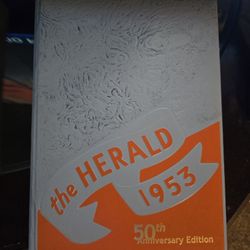 the HERALD
1953
50th
Anniversary Edition